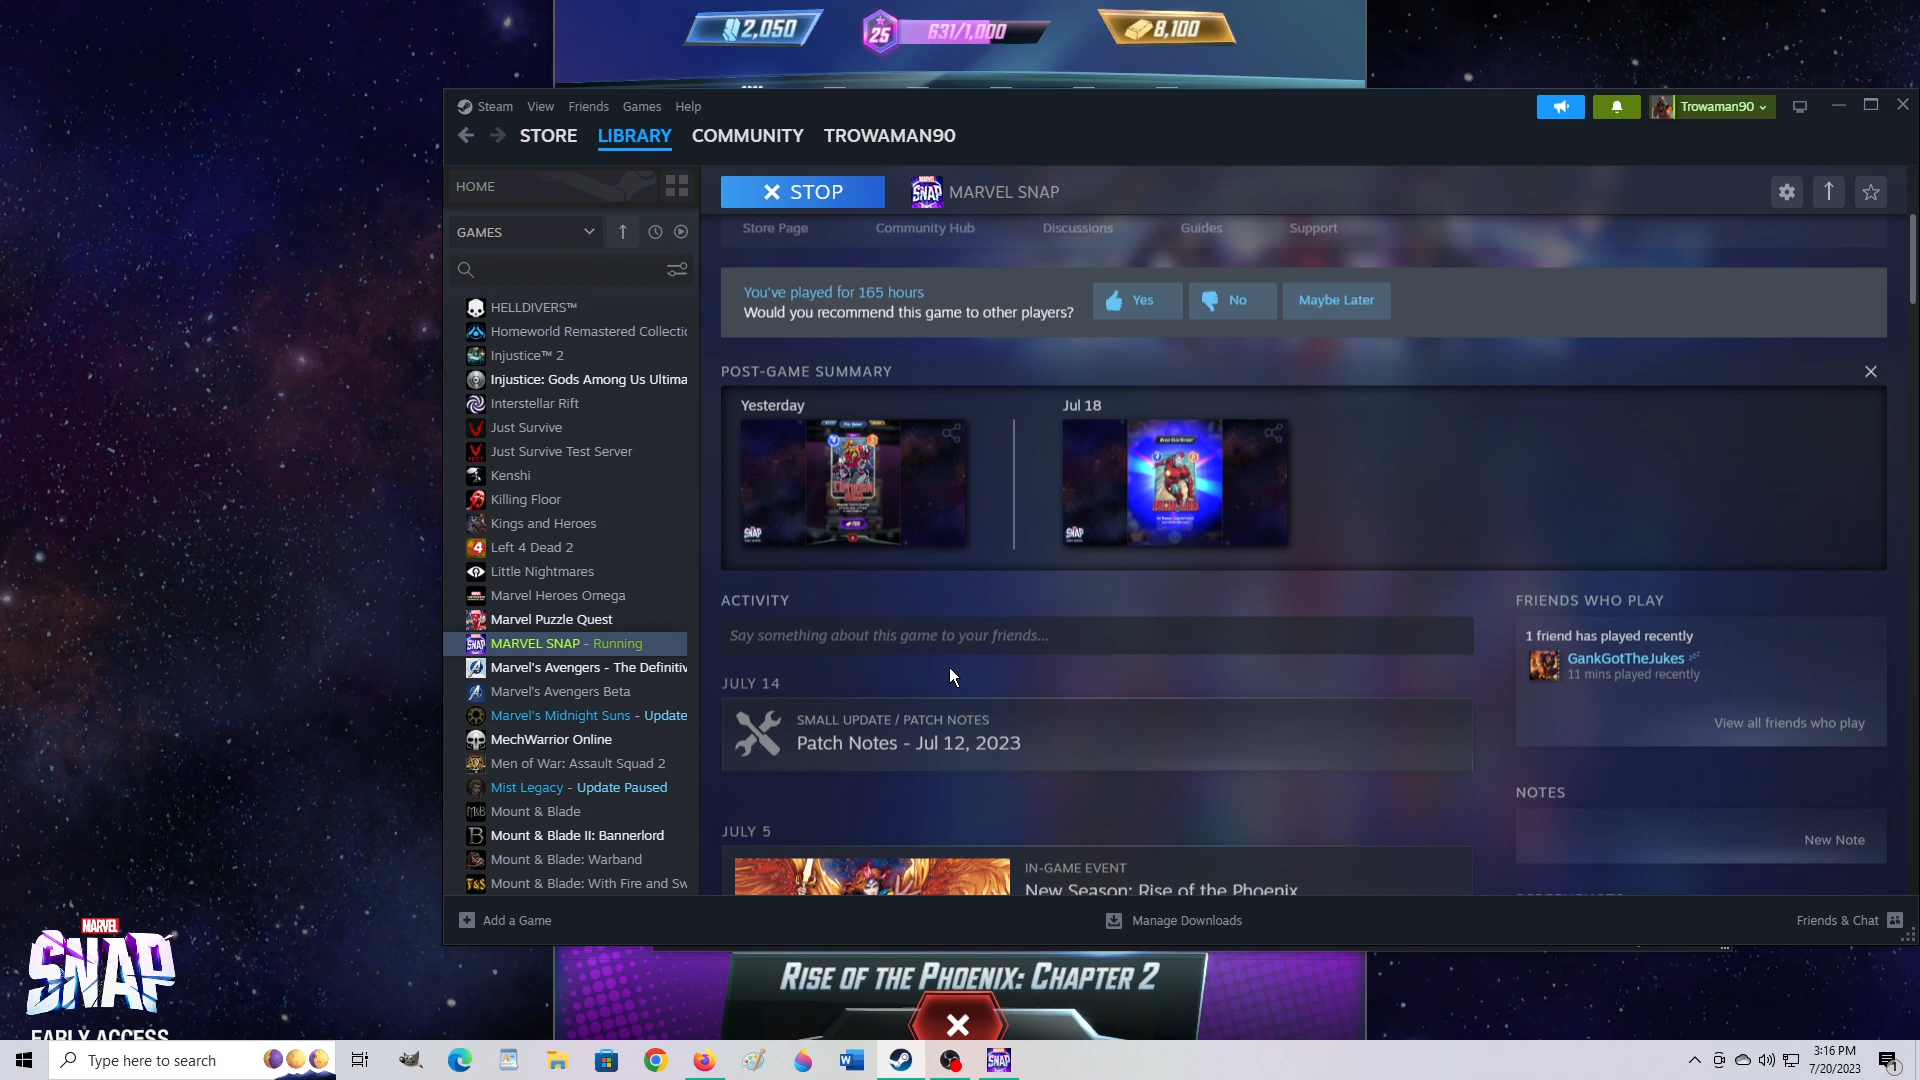 2,050
25
631/1,000
8,100
Steam View Friends Games Help
Trowaman90
STORE LIBRARY COMMUNITY TROWAMAN90
HOME
STOP
MARVEL SNAP
GAMES
Store Page Community Hub Discussions Guides Support
You've played for 165 hours
Would you recommend this game to other players?
Yes
No
Maybe Later
HELLDIVERS™
Homeworld Remastered Collectic
Injustice™ 2
Injustice: Gods Among Us Ultima
Interstellar Rift
Just Survive
Just Survive Test Server
Kenshi
Killing Floor
Kings and Heroes
Left 4 Dead 2
Little Nightmares
Marvel Heroes Omega
Marvel Puzzle Quest
MARVEL SNAP - Running
Marvel's Avengers - The Definitiv
Marvel's Avengers Beta
Marvel's Midnight Suns - Update
MechWarrior Online
Men of War: Assault Squad 2
Mist Legacy - Update Paused
Mount & Blade
Mount & Blade II: Bannerlord
Mount & Blade: Warband
Mount & Blade: With Fire and Sw
POST-GAME SUMMARY
Yesterday
Jul 18
SNAP
SNAP
ACTIVITY
Say something about this game to your friends...
JULY 14
SMALL UPDATE / PATCH NOTES
Patch Notes - Jul 12, 2023
JULY 5
IN-GAME EVENT
New Season: Rise of the Phoenix
FRIENDS WHO PLAY
1 friend has played recently
GankGotTheJukes
11 mins played recently
View all friends who play
NOTES
New Note
Add a Game
Manage Downloads
Friends & Chat
MARVEL
SNAP
EARLY ACCESS
RISE OF THE PHOENIX: CHAPTER 2
Type here to search
3:16 PM
7/20/2023
1